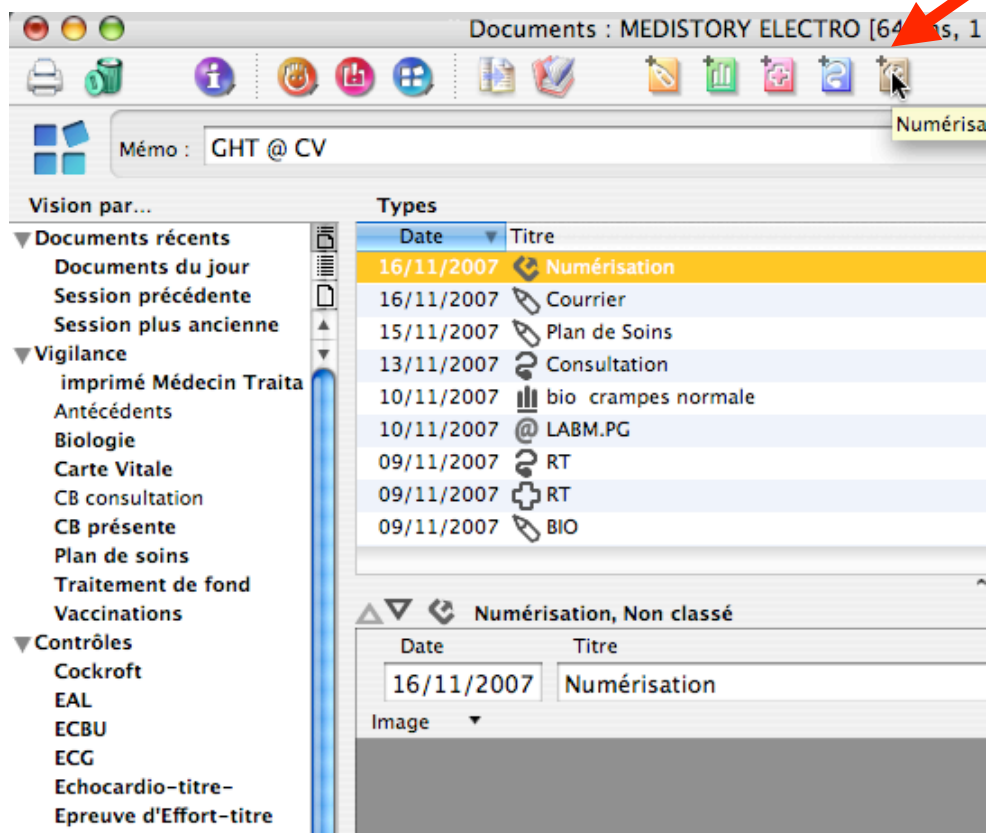 Documents : MEDISTORY ELECTRO [64 ns, 1
Numérisa
Mémo : GHT @ CV
Vision par...
Types
Documents récents
Documents du jour
Session précédente
Session plus ancienne
Vigilance
imprimé Médecin Traita
Antécédents
Biologie
Carte Vitale
CB consultation
CB présente
Plan de soins
Traitement de fond
Vaccinations
Contrôles
Cockroft
EAL
ECBU
ECG
Echocardio-titre-
Epreuve d'Effort-titre
Date Titre
16/11/2007 Numérisation
16/11/2007 Courrier
15/11/2007 Plan de Soins
13/11/2007 Consultation
10/11/2007 bio crampes normale
10/11/2007 @ LABM.PG
09/11/2007 RT
09/11/2007 RT
09/11/2007 BIO
Numérisation, Non classé
Date Titre
16/11/2007 Numérisation
Image